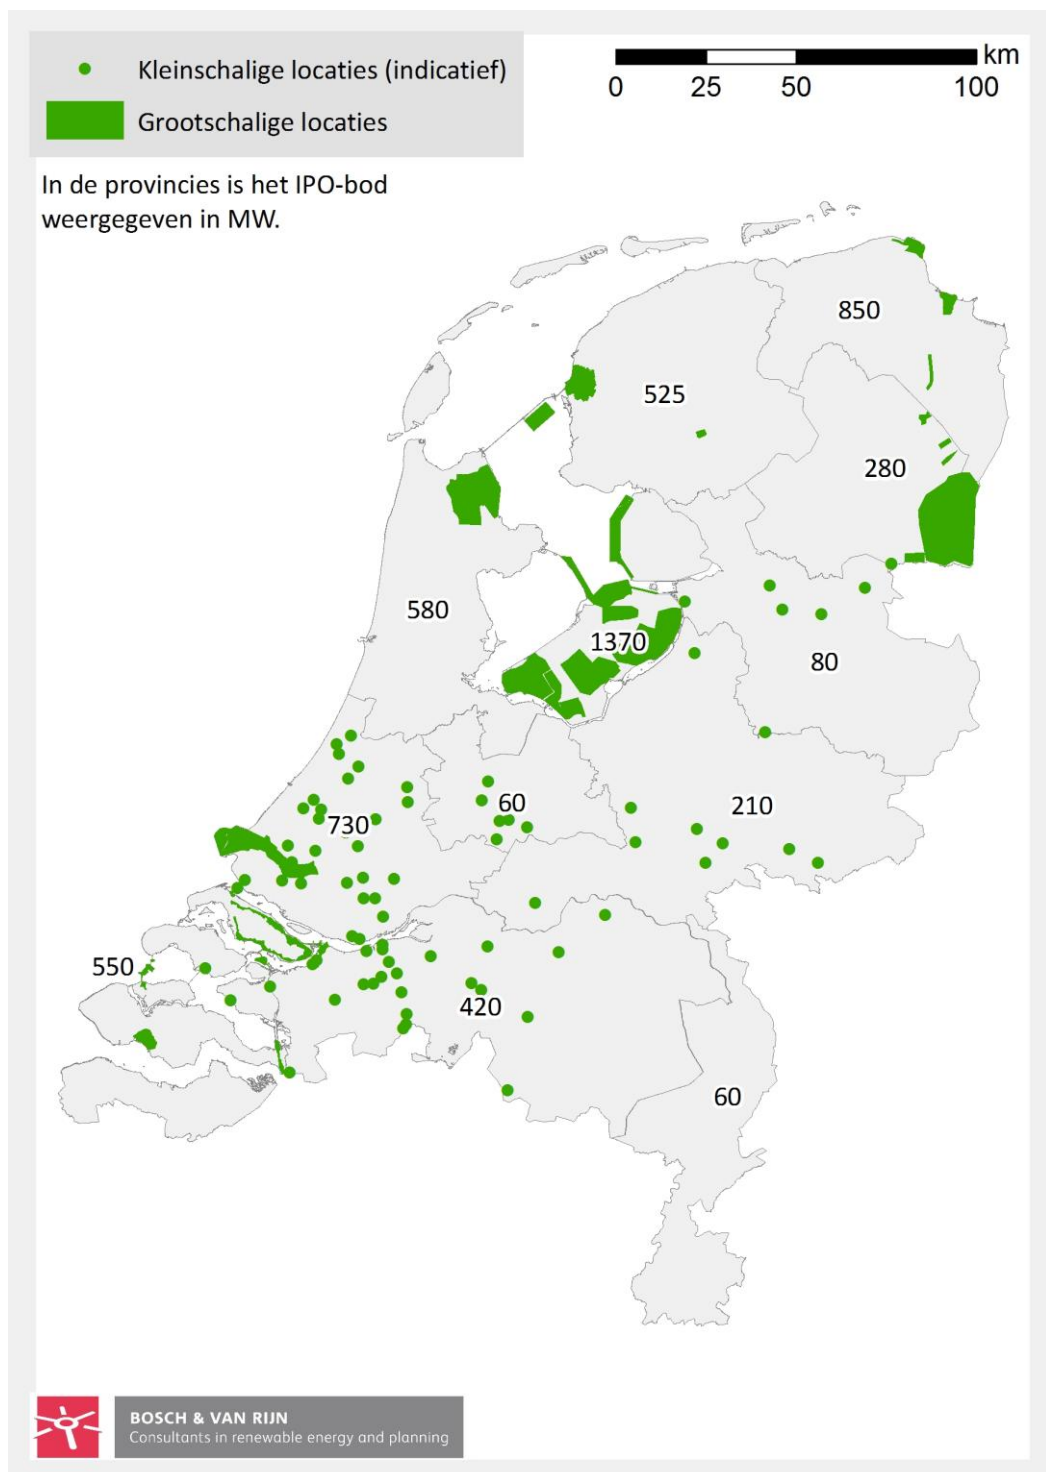 Kleinschalige locaties (indicatief)
Grootschalige locaties
km
0 25 50 100
In de provincies is het IPO-bod
weergegeven in MW.
850
525
280
580
1370
80
60
210
730
550
420
60
BOSCH & VAN RIJN
Consultants in renewable energy and planning